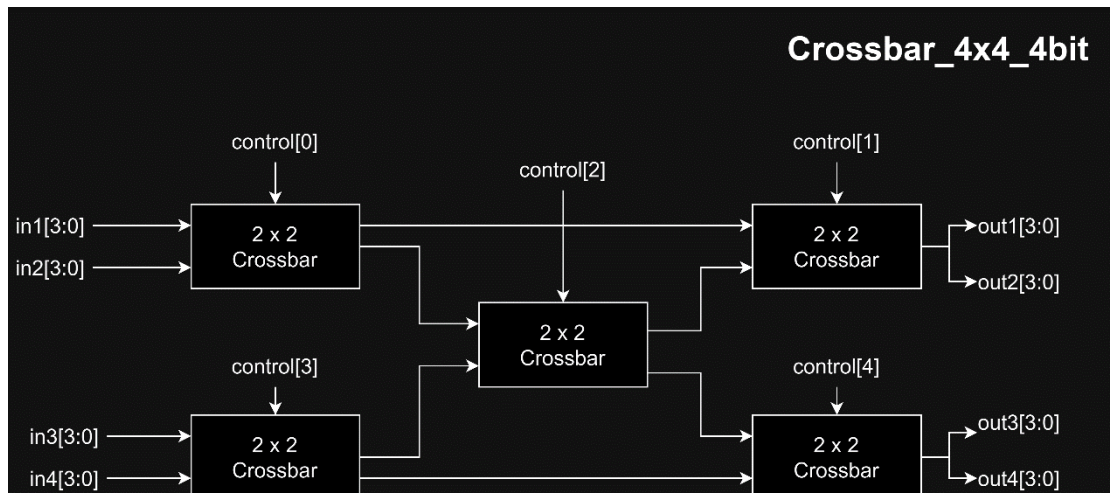 Crossbar_4x4_4bit
control[0]
control[1]
control[2]
in1[3:0]
in2[3:0]
2 x 2
Crossbar
2 x 2
Crossbar
out1[3:0]
out2[3:0]
2 x 2
Crossbar
control[3]
control[4]
in3[3:0]
in4[3:0]
2 x 2
Crossbar
2 x 2
Crossbar
out3[3:0]
out4[3:0]